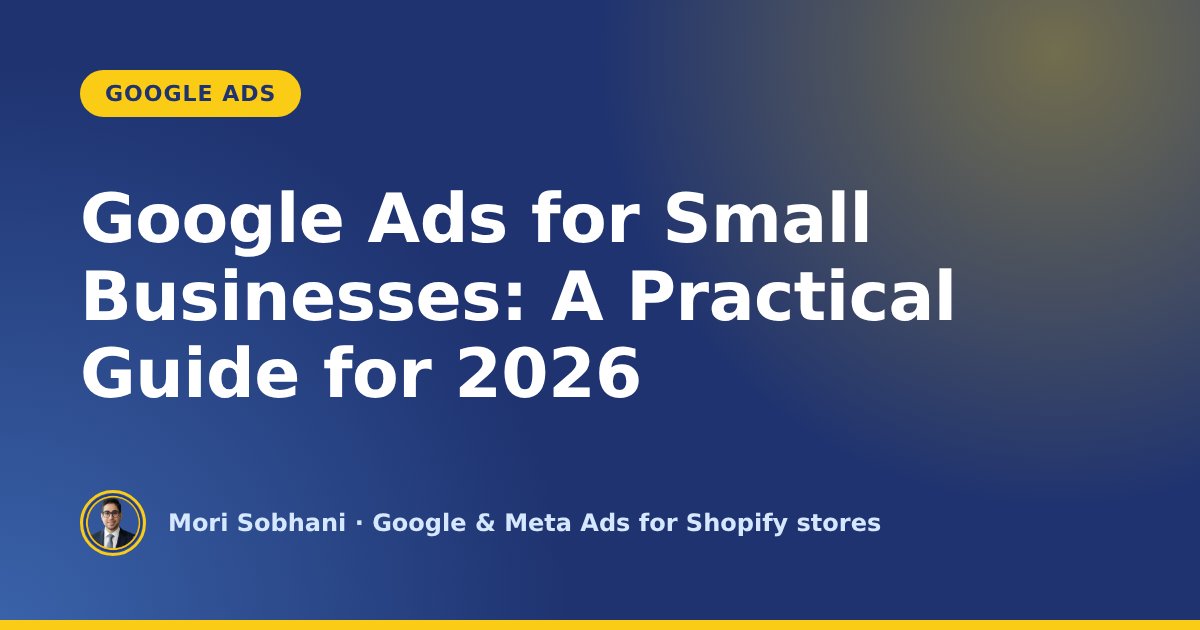 GOOGLE ADS
Google Ads for Small
Businesses: A Practical
Guide for 2026
Mori Sobhani · Google & Meta Ads for Shopify stores